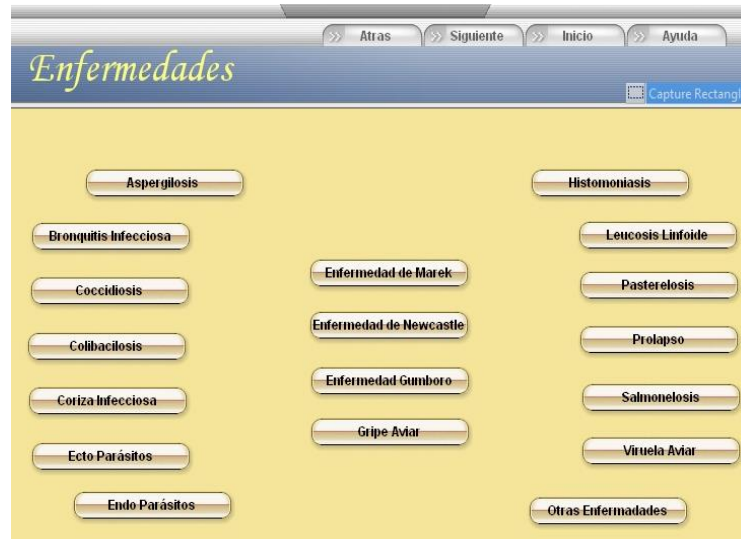 Atras
Siguiente
Inicio
Ayuda
Enfermedades
Capture Rectangl
Aspergilosis
Bronquitis Infecciosa
Coccidiosis
Colibacilosis
Coriza Infecciosa
Ecto Parásitos
Endo Parásitos
Enfermedad de Marek
Enfermedad de Newcastle
Enfermedad Gumboro
Gripe Aviar
Histomoniasis
Leucosis Linfoide
Pasterelosis
Prolapso
Salmonelosis
Viruela Aviar
Otras Enfermadades